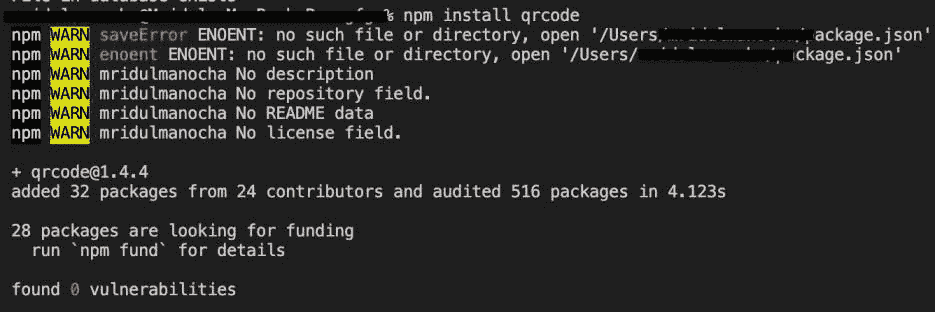 File in database exists
% npm install qrcode
npm WARN saveError ENOENT: no such file or directory, open '/Users/ ackage.json'
npm WARN enoent ENOENT: no such file or directory, open '/Users/ ckage.json'
npm WARN mridulmanocha No description
npm WARN mridulmanocha No repository field.
npm WARN mridulmanocha No README data
npm WARN mridulmanocha No license field.
+ qrcode@1.4.4
added 32 packages from 24 contributors and audited 516 packages in 4.123s
28 packages are looking for funding
run `npm fund` for details
found 0 vulnerabilities